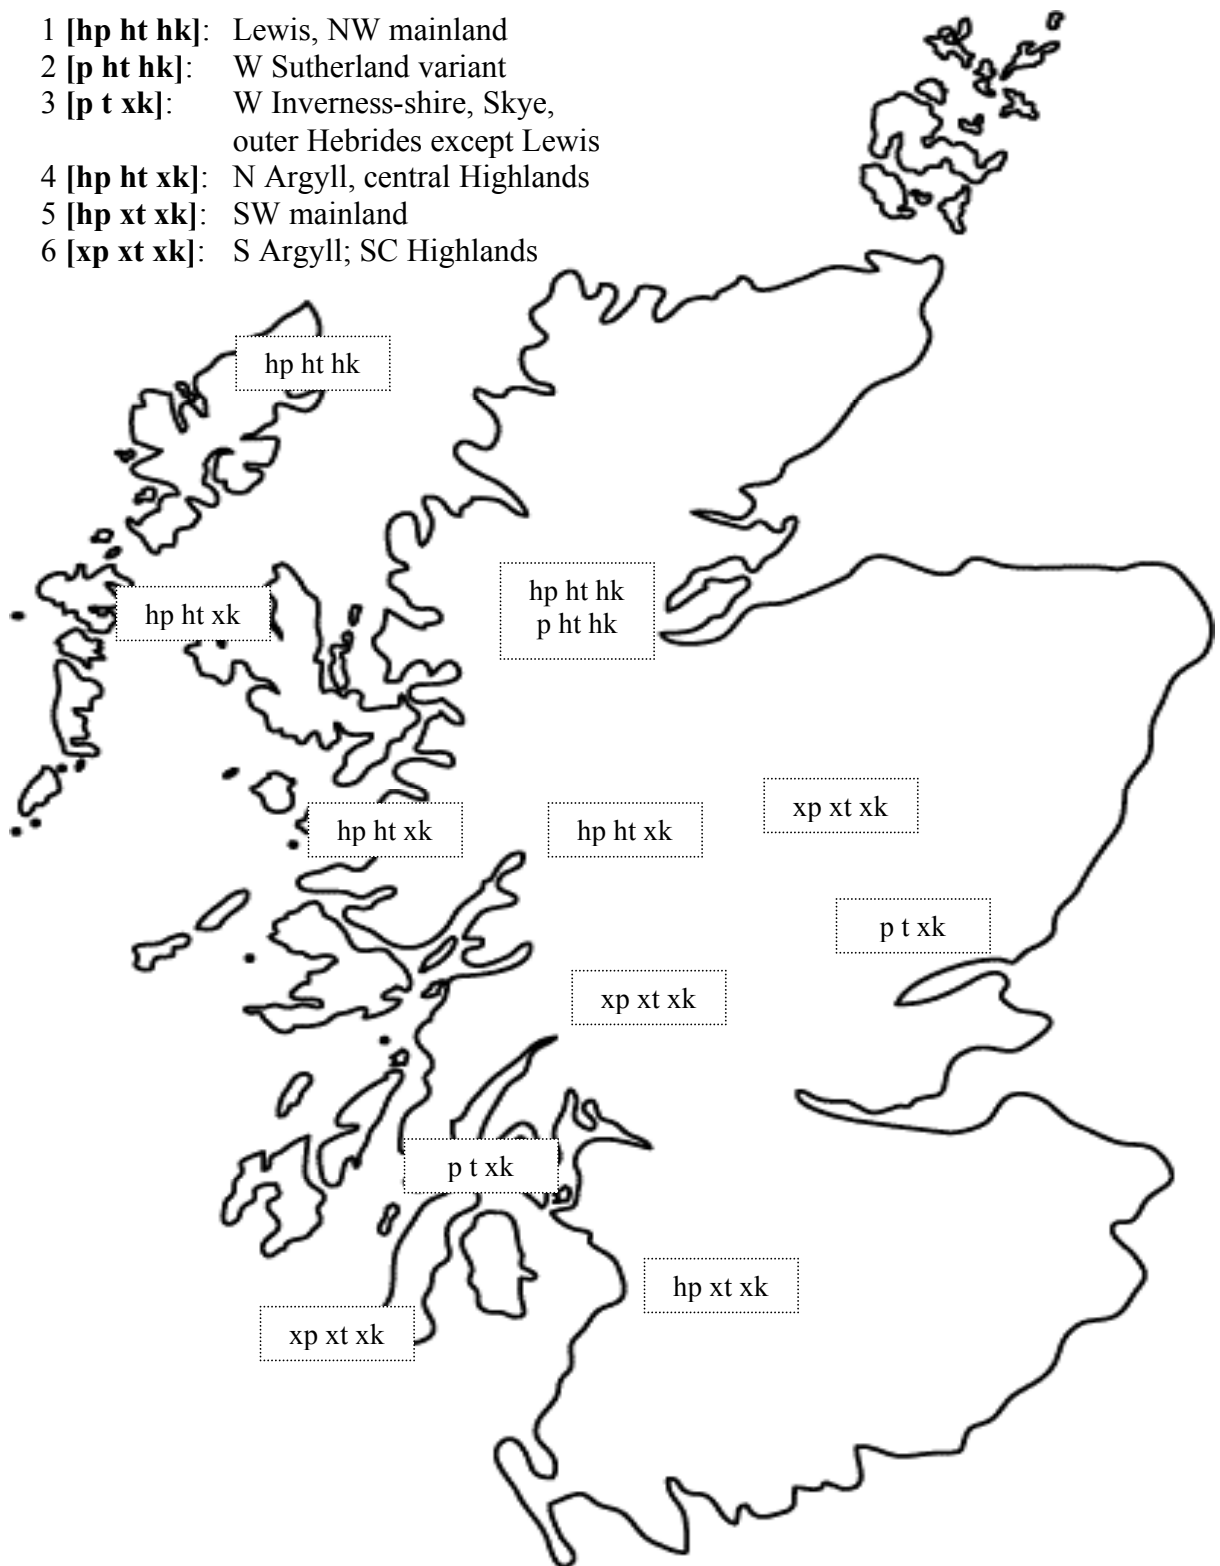 1 [hp ht hk]: Lewis, NW mainland
2 [p ht hk]: W Sutherland variant
3 [p t xk]: W Inverness-shire, Skye,
outer Hebrides except Lewis
4 [hp ht xk]: N Argyll, central Highlands
5 [hp xt xk]: SW mainland
6 [xp xt xk]: S Argyll; SC Highlands
hp ht hk
hp ht xk
hp ht hk
p ht hk
xp xt xk
hp ht xk
hp ht xk
p t xk
xp xt xk
p t xk
hp xt xk
xp xt xk